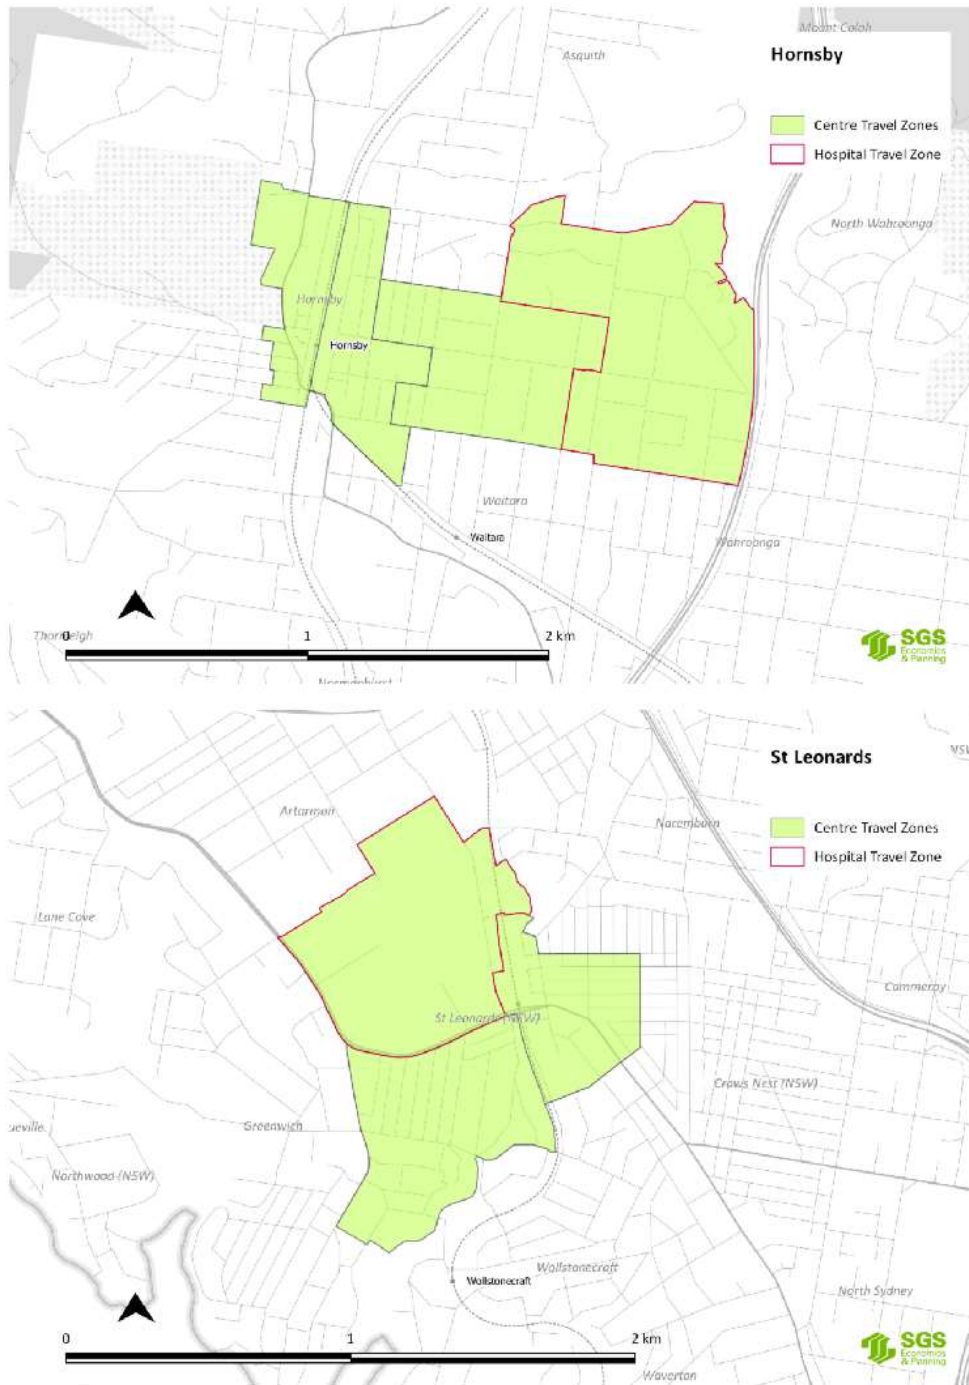 Mount Colah
Hornsby
Asquith
Centre Travel Zones
Hospital Travel Zone
North Wahroonga
Hornsby
Hornsby
Waitara
Waitara
Wahroonga
Thornleigh
0 1 2 km
SGS
Economics
& Planning
Normanhurst
St Leonards
NSW
Artarmon
Naremburn
Centre Travel Zones
Hospital Travel Zone
Lane Cove
Cammeray
St Leonards (NSW)
Crows Nest (NSW)
Greenwich
ueville
Northwood (NSW)
Wollstonecraft
Wollstonecraft
North Sydney
0 1 2 km
SGS
Economics
& Planning
Waverton